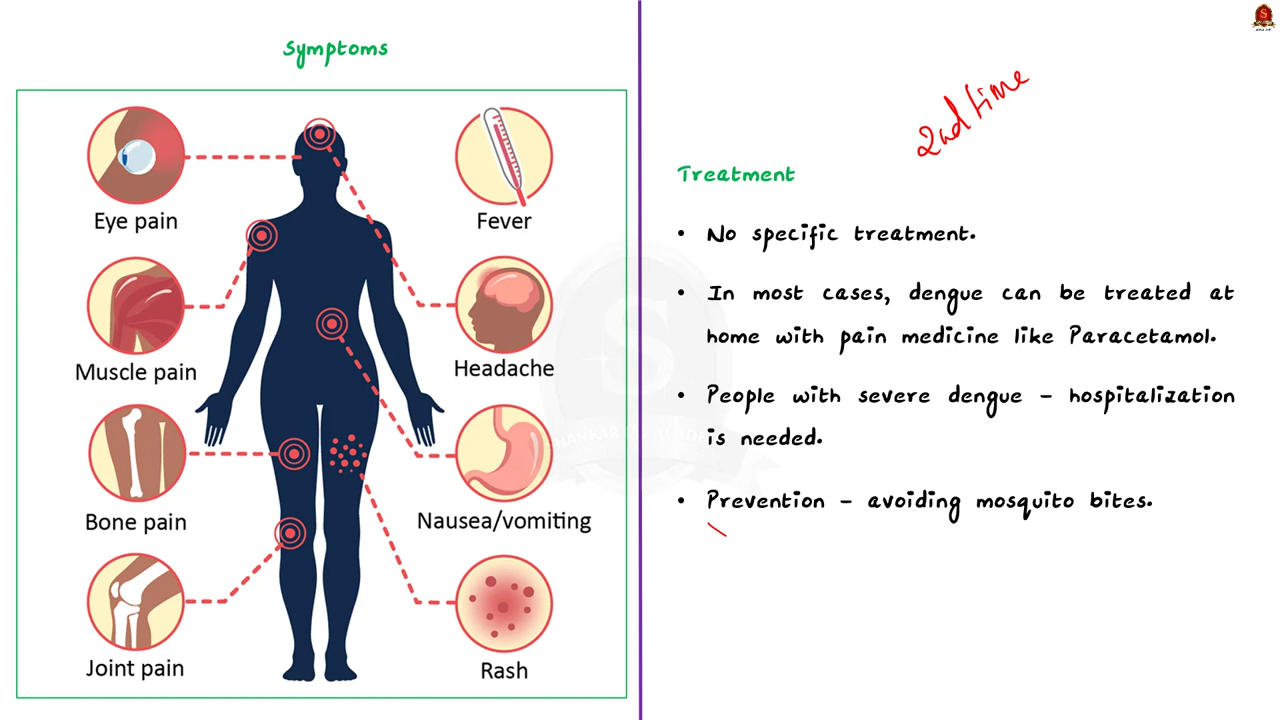 Symptoms
Eye pain
Fever
Muscle pain
Headache
Bone pain
Nausea/vomiting
Joint pain
Rash
2nd time
Treatment
• No specific treatment.
• In most cases, dengue can be treated at
home with pain medicine like Paracetamol.
• People with severe dengue – hospitalization
is needed.
• Prevention – avoiding mosquito bites.